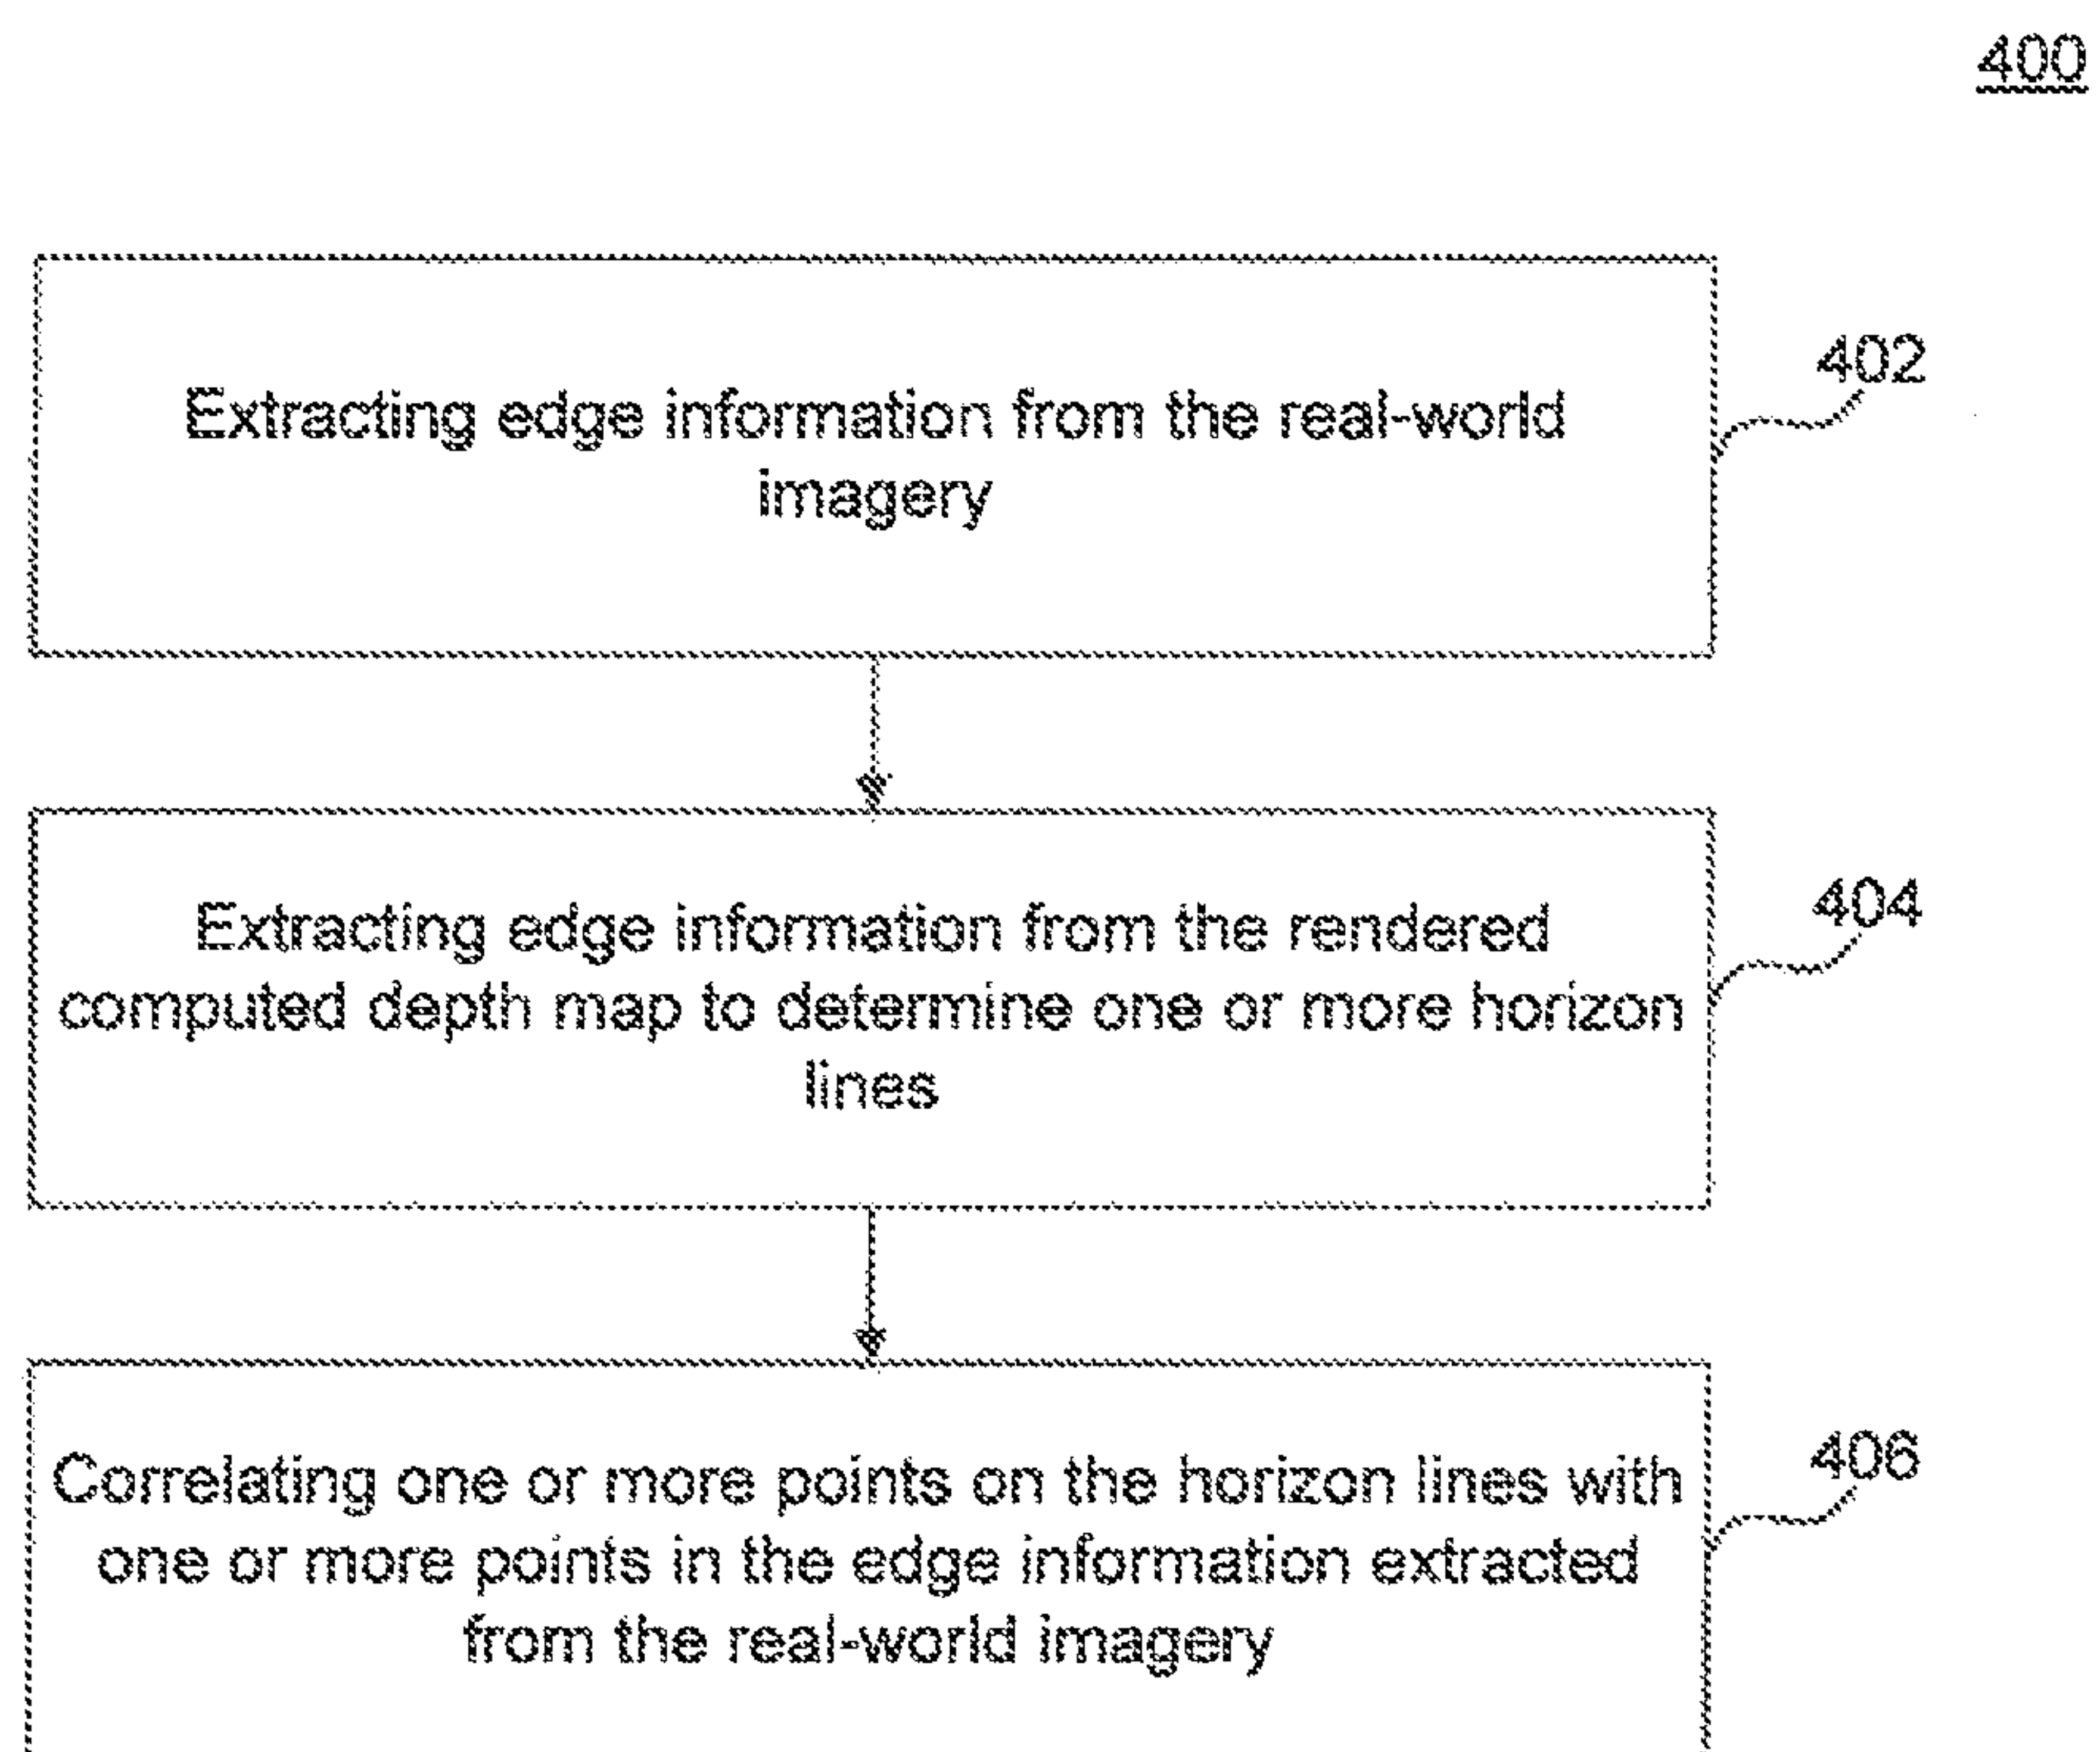 400
Extracting edge information from the real-world
imagery
402
Extracting edge information from the rendered
computed depth map to determine one or more horizon
lines
404
Correlating one or more points on the horizon lines with
one or more points in the edge information extracted
from the real-world imagery
406